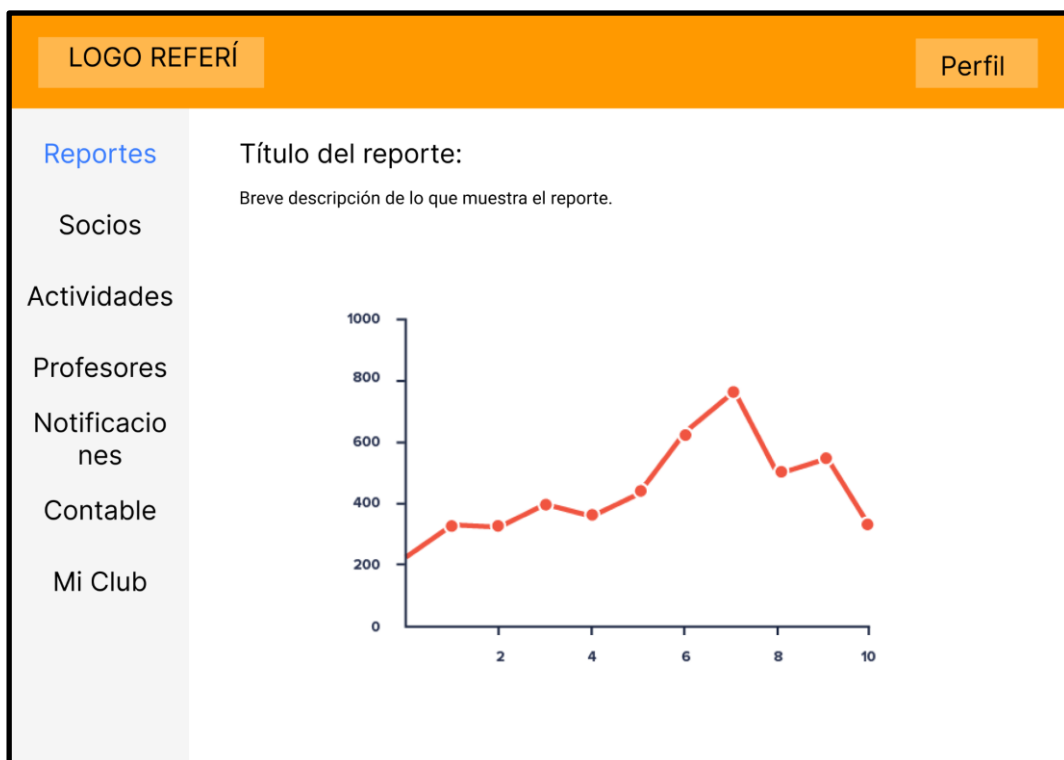 LOGO REFERÍ
Perfil
Reportes
Socios
Actividades
Profesores
Notificacio
nes
Contable
Mi Club
Título del reporte:
Breve descripción de lo que muestra el reporte.
1000
800
600
400
200
0
2 4 6 8 10